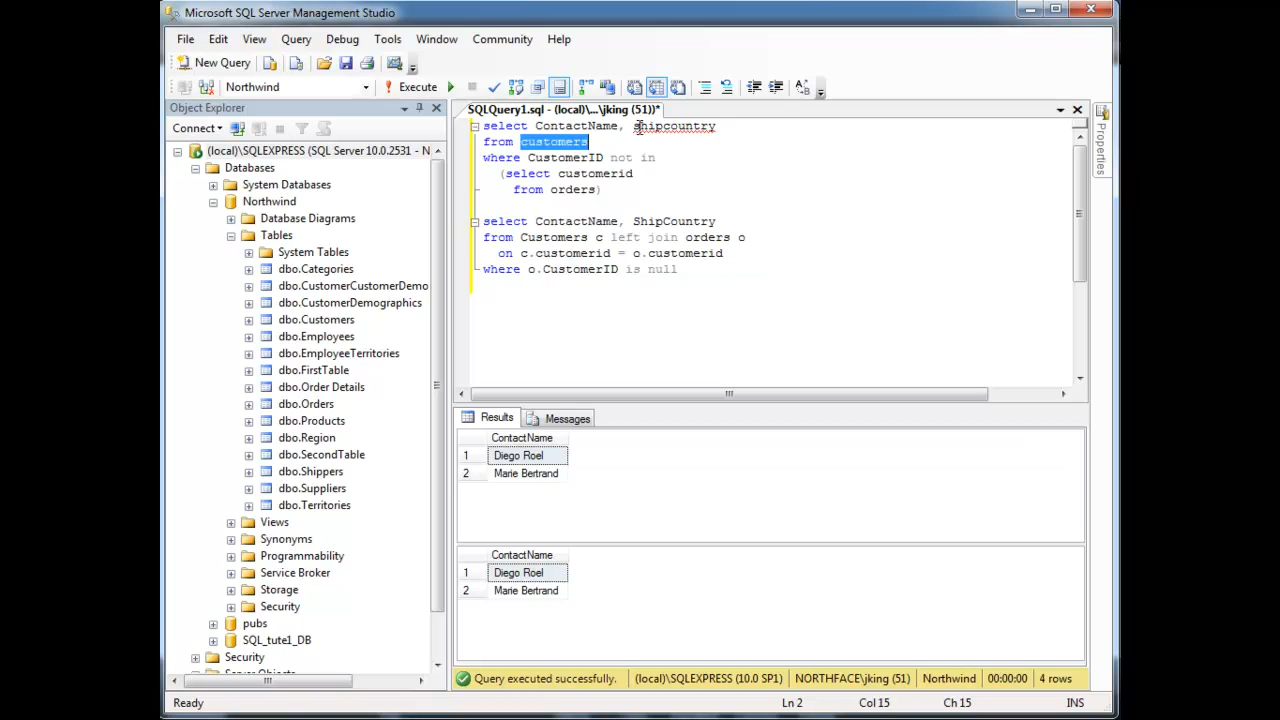 Microsoft SQL Server Management Studio
File Edit View Query Debug Tools Window Community Help
New Query
Northwind Execute
Object Explorer
Connect
(local)\SQLEXPRESS (SQL Server 10.0.2531 - N
Databases
System Databases
Northwind
Database Diagrams
Tables
System Tables
dbo.Categories
dbo.CustomerCustomerDemo
dbo.CustomerDemographics
dbo.Customers
dbo.Employees
dbo.EmployeeTerritories
dbo.FirstTable
dbo.Order Details
dbo.Orders
dbo.Products
dbo.Region
dbo.SecondTable
dbo.Shippers
dbo.Suppliers
dbo.Territories
Views
Synonyms
Programmability
Service Broker
Storage
Security
pubs
SQL_tute1_DB
Security
Server Objects
SQLQuery1.sql - (local)\...\jking (51))*
select ContactName, shipcountry
from customers
where CustomerID not in
(select customerid
from orders)
select ContactName, ShipCountry
from Customers c left join orders o
on c.customerid = o.customerid
where o.CustomerID is null
Properties
Results Messages
ContactName
1 Diego Roel
2 Marie Bertrand
ContactName
1 Diego Roel
2 Marie Bertrand
Query executed successfully. (local)\SQLEXPRESS (10.0 SP1) NORTHFACE\jking (51) Northwind 00:00:00 4 rows
Ready Ln 2 Col 15 Ch 15 INS